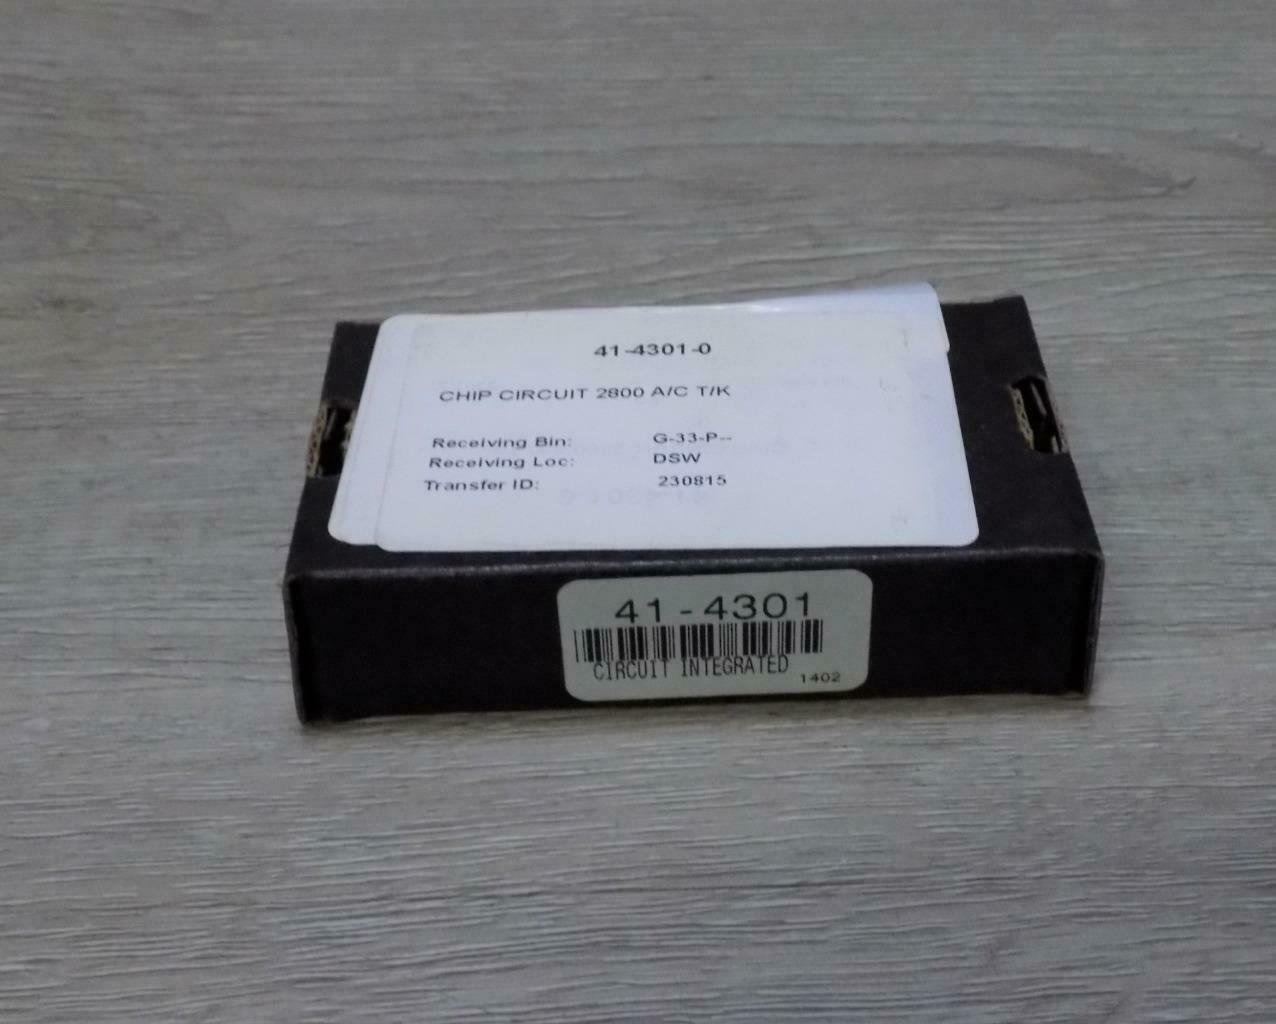 41-4301-0
CHIP CIRCUIT 2800 A/C T/K
Receiving Bin: G-33-P--
Receiving Loc: DSW
Transfer ID: 230815
41-4301
CIRCUIT INTEGRATED
1402